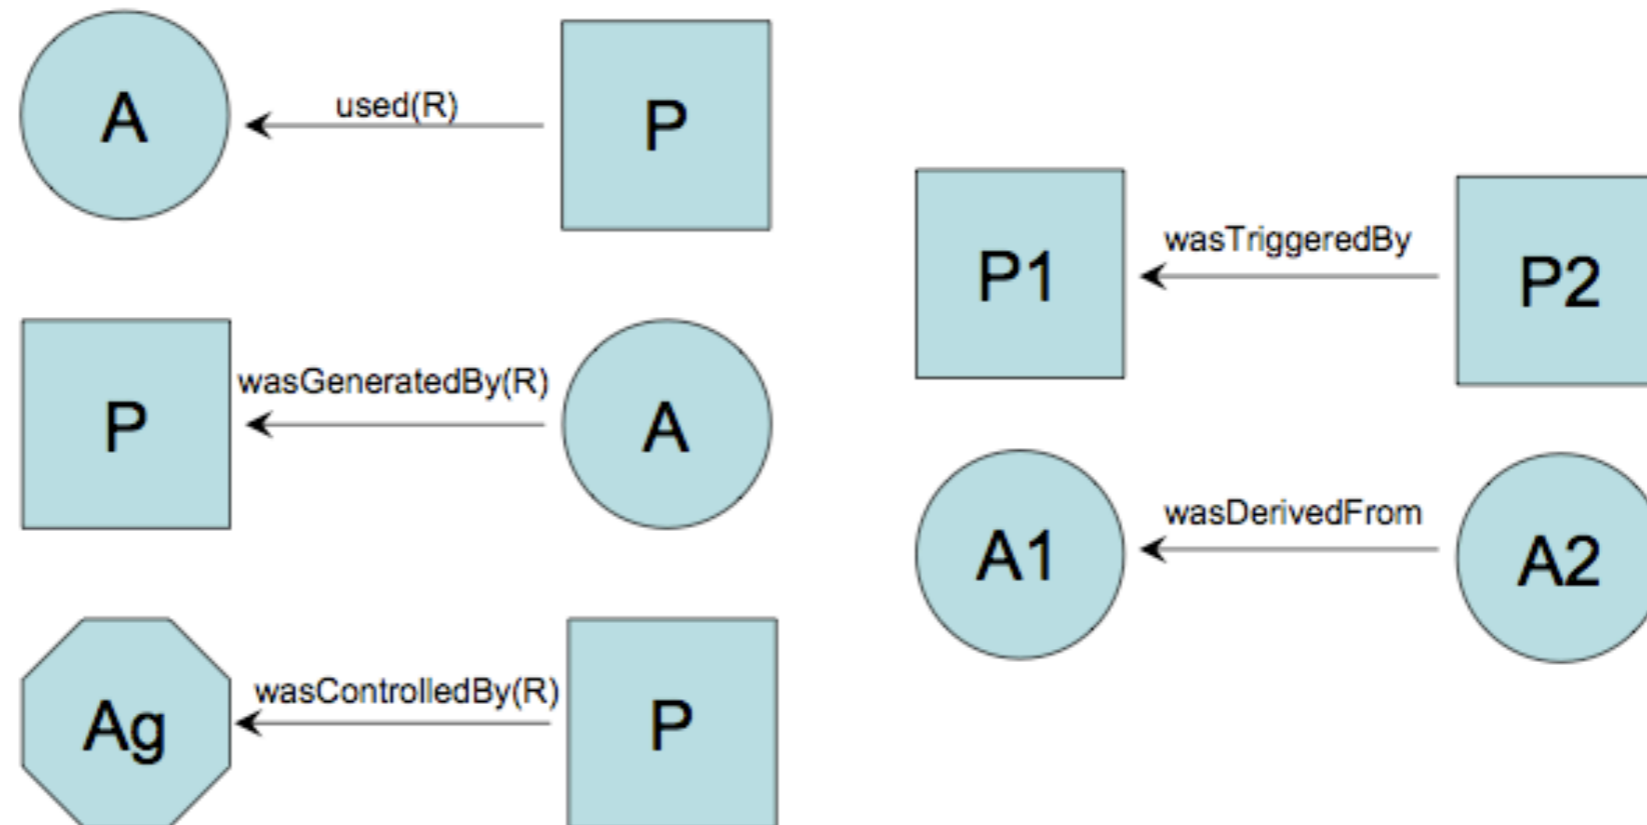 A
used(R)
P
P
wasGeneratedBy(R)
A
Ag
wasControlledBy(R)
P
P1
wasTriggeredBy
P2
A1
wasDerivedFrom
A2